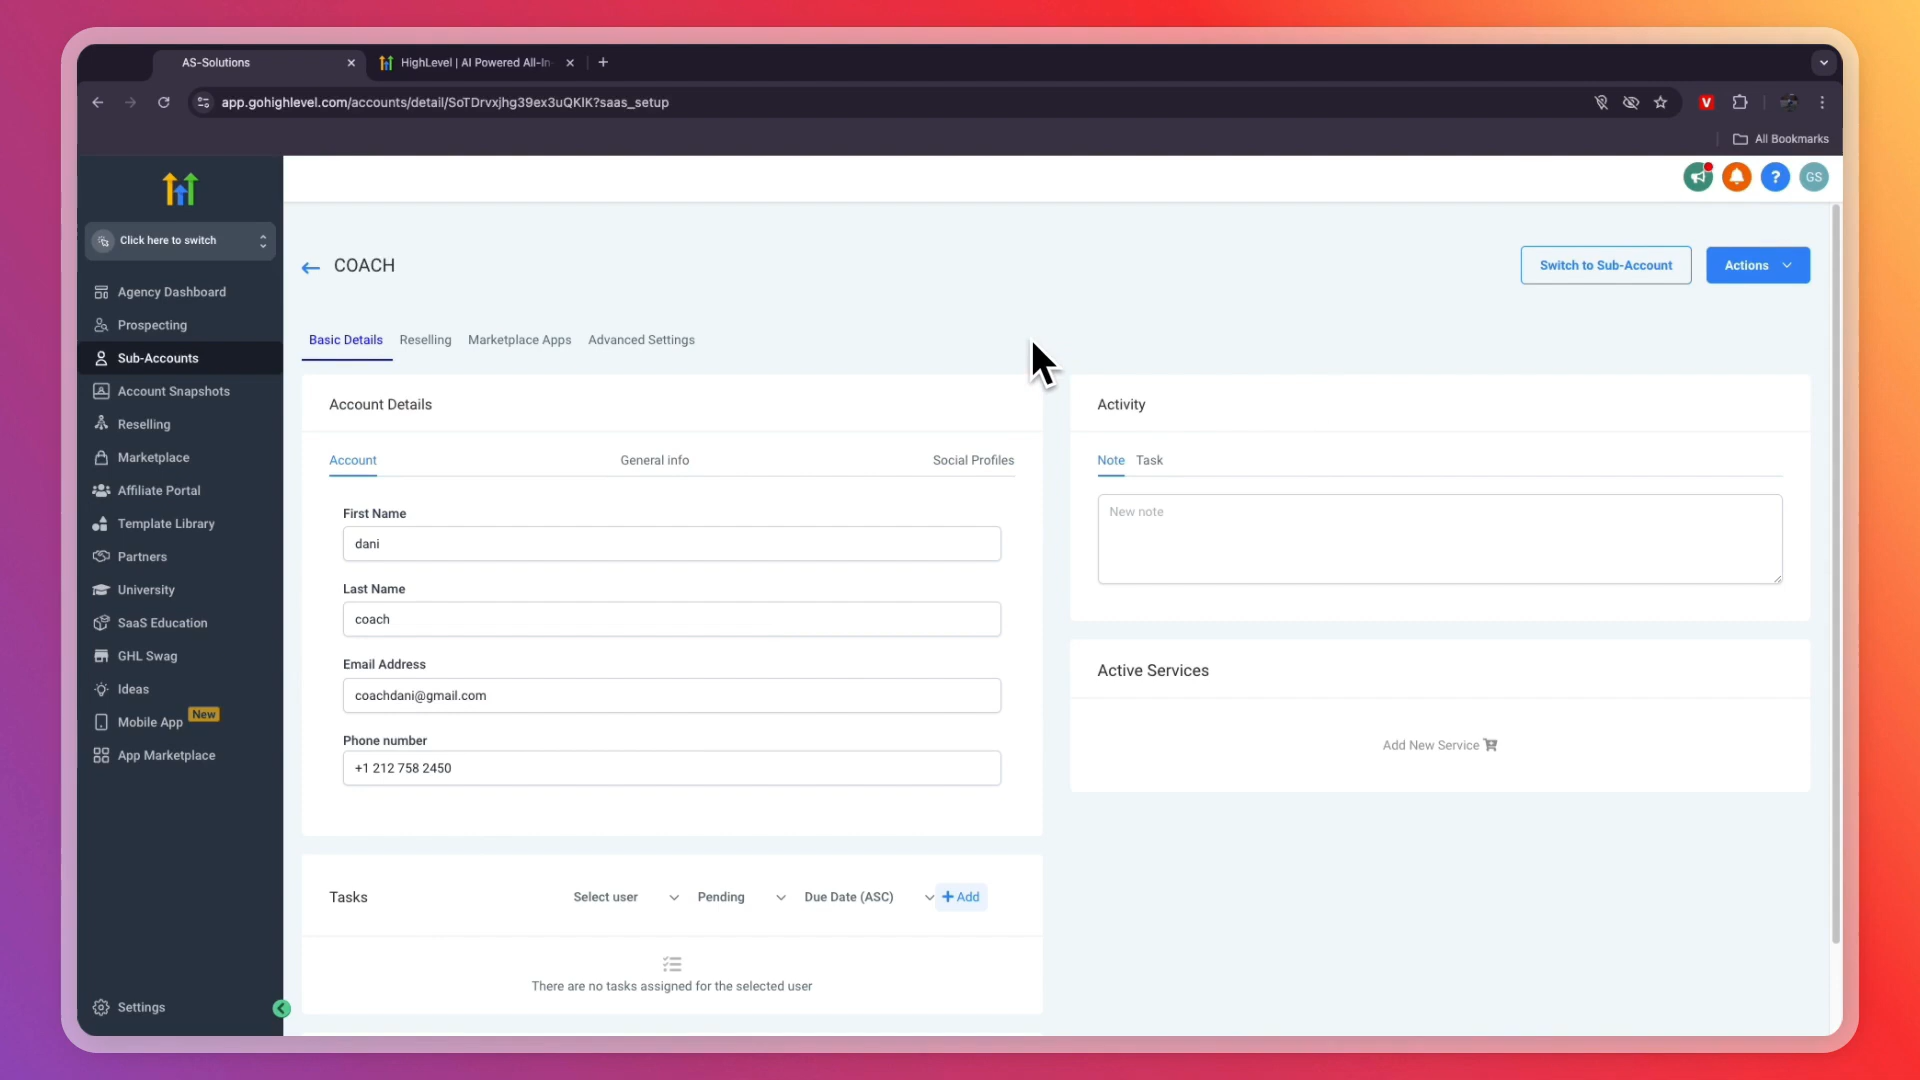 AS-Solutions
HighLevel | AI Powered All-In-
app.gohighlevel.com/accounts/detail/SoTDrvxjhg39ex3uQKlK?saas_setup
V
All Bookmarks
Click here to switch
Agency Dashboard
Prospecting
Sub-Accounts
Account Snapshots
Reselling
Marketplace
Affiliate Portal
Template Library
Partners
University
SaaS Education
GHL Swag
Ideas
Mobile App New
App Marketplace
Settings
?
GS
COACH
Switch to Sub-Account
Actions
Basic Details Reselling Marketplace Apps Advanced Settings
Account Details
Account General info Social Profiles
First Name
dani
Last Name
coach
Email Address
coachdani@gmail.com
Phone number
+1 212 758 2450
Activity
Note Task
New note
Active Services
Add New Service
Tasks Select user Pending Due Date (ASC) + Add
There are no tasks assigned for the selected user